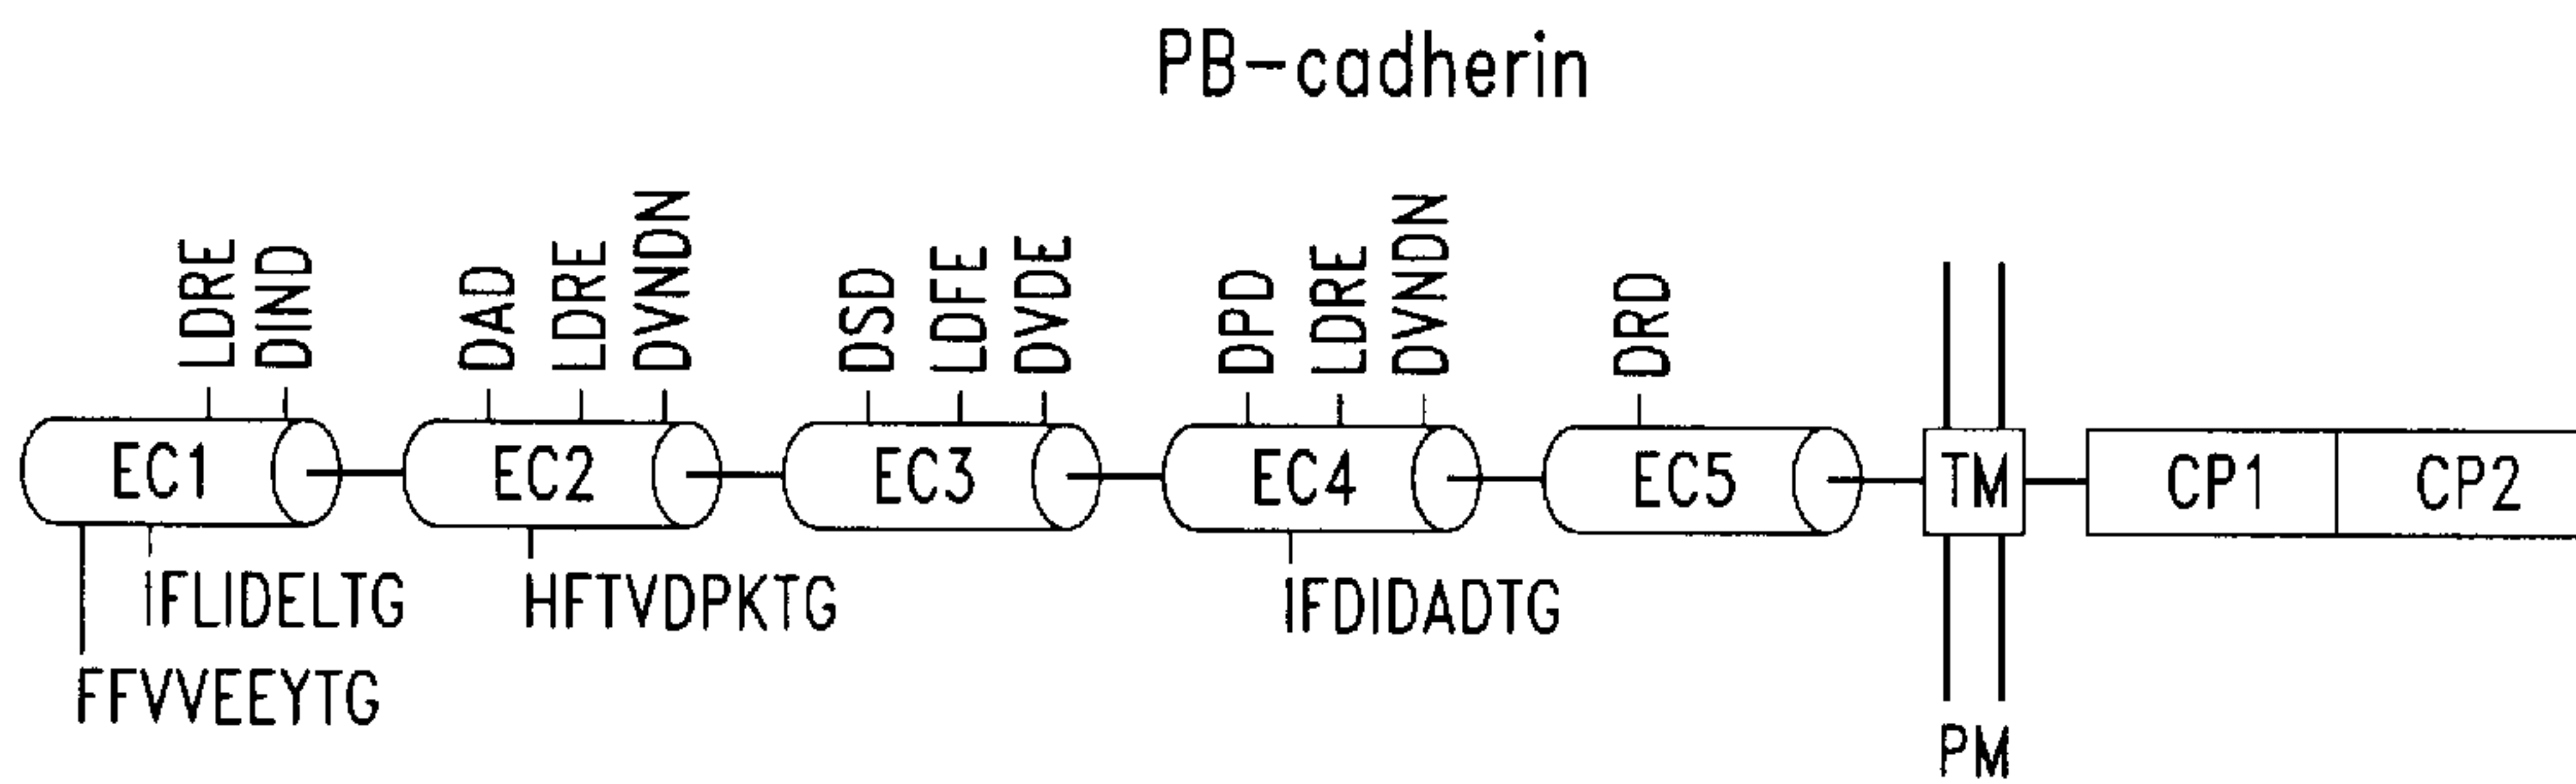 PB-cadherin
LDRE
DIND
DAD
LDRE
DVNDN
DSD
LDFE
DVDE
DPD
LDRE
DVNDN
DRD
EC1
EC2
EC3
EC4
EC5
TM
CP1
CP2
IFLIDELTG
HFTVDPKTG
IFDIDADTG
FFVVEEYTG
PM